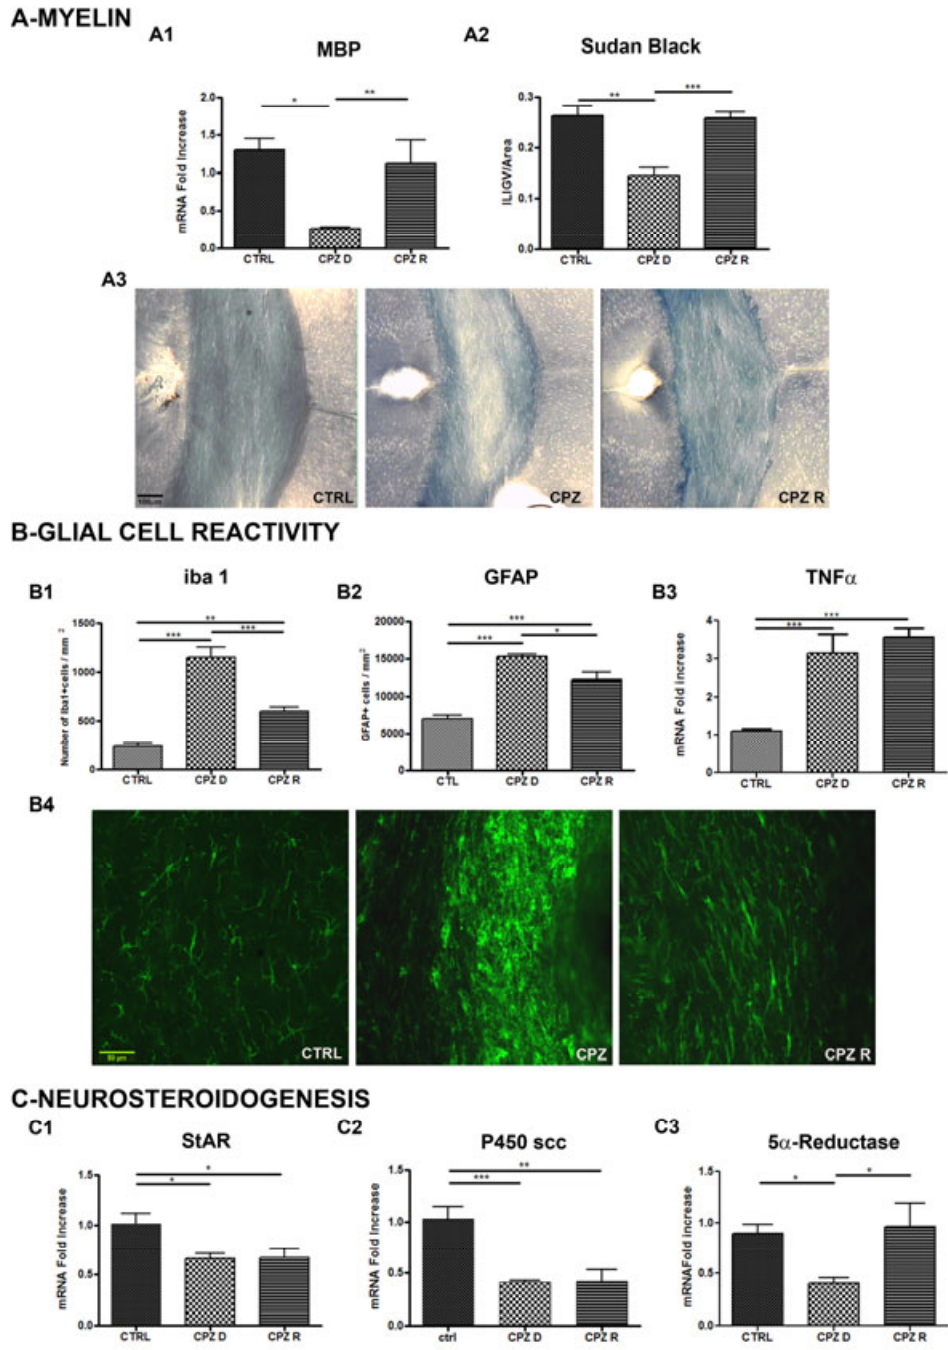 A-MYELIN
A1
MBP
mRNA Fold Increase
2.0
1.5
1.0
0.5
0.0
*
**
CTRL
CPZ D
CPZ R
A2
Sudan Black
ILIGV/Area
0.3
0.2
0.1
0.0
**
***
CTRL
CPZ D
CPZ R
A3
CTRL
CPZ
CPZ R
B-GLIAL CELL REACTIVITY
B1
iba 1
Number of Iba1+cells / mm 2
1500
1000
500
0
**
***
***
CTRL
CPZ D
CPZ R
B2
GFAP
GFAP+ cells / mm2
20000
15000
10000
5000
0
***
***
*
CTL
CPZ D
CPZ R
B3
TNFα
mRNA Fold increase
4
3
2
1
0
***
***
CTRL
CPZ D
CPZ R
B4
50 µm
CTRL
CPZ
CPZ R
C-NEUROSTEROIDOGENESIS
C1
StAR
mRNA Fold Increase
1.5
1.0
0.5
0.0
*
*
CTRL
CPZ D
CPZ R
C2
P450 scc
mRNA Fold Increase
1.5
1.0
0.5
0.0
**
***
ctrl
CPZ D
CPZ R
C3
5α-Reductase
mRNAFold increase
1.5
1.0
0.5
0.0
*
*
CTRL
CPZ D
CPZ R